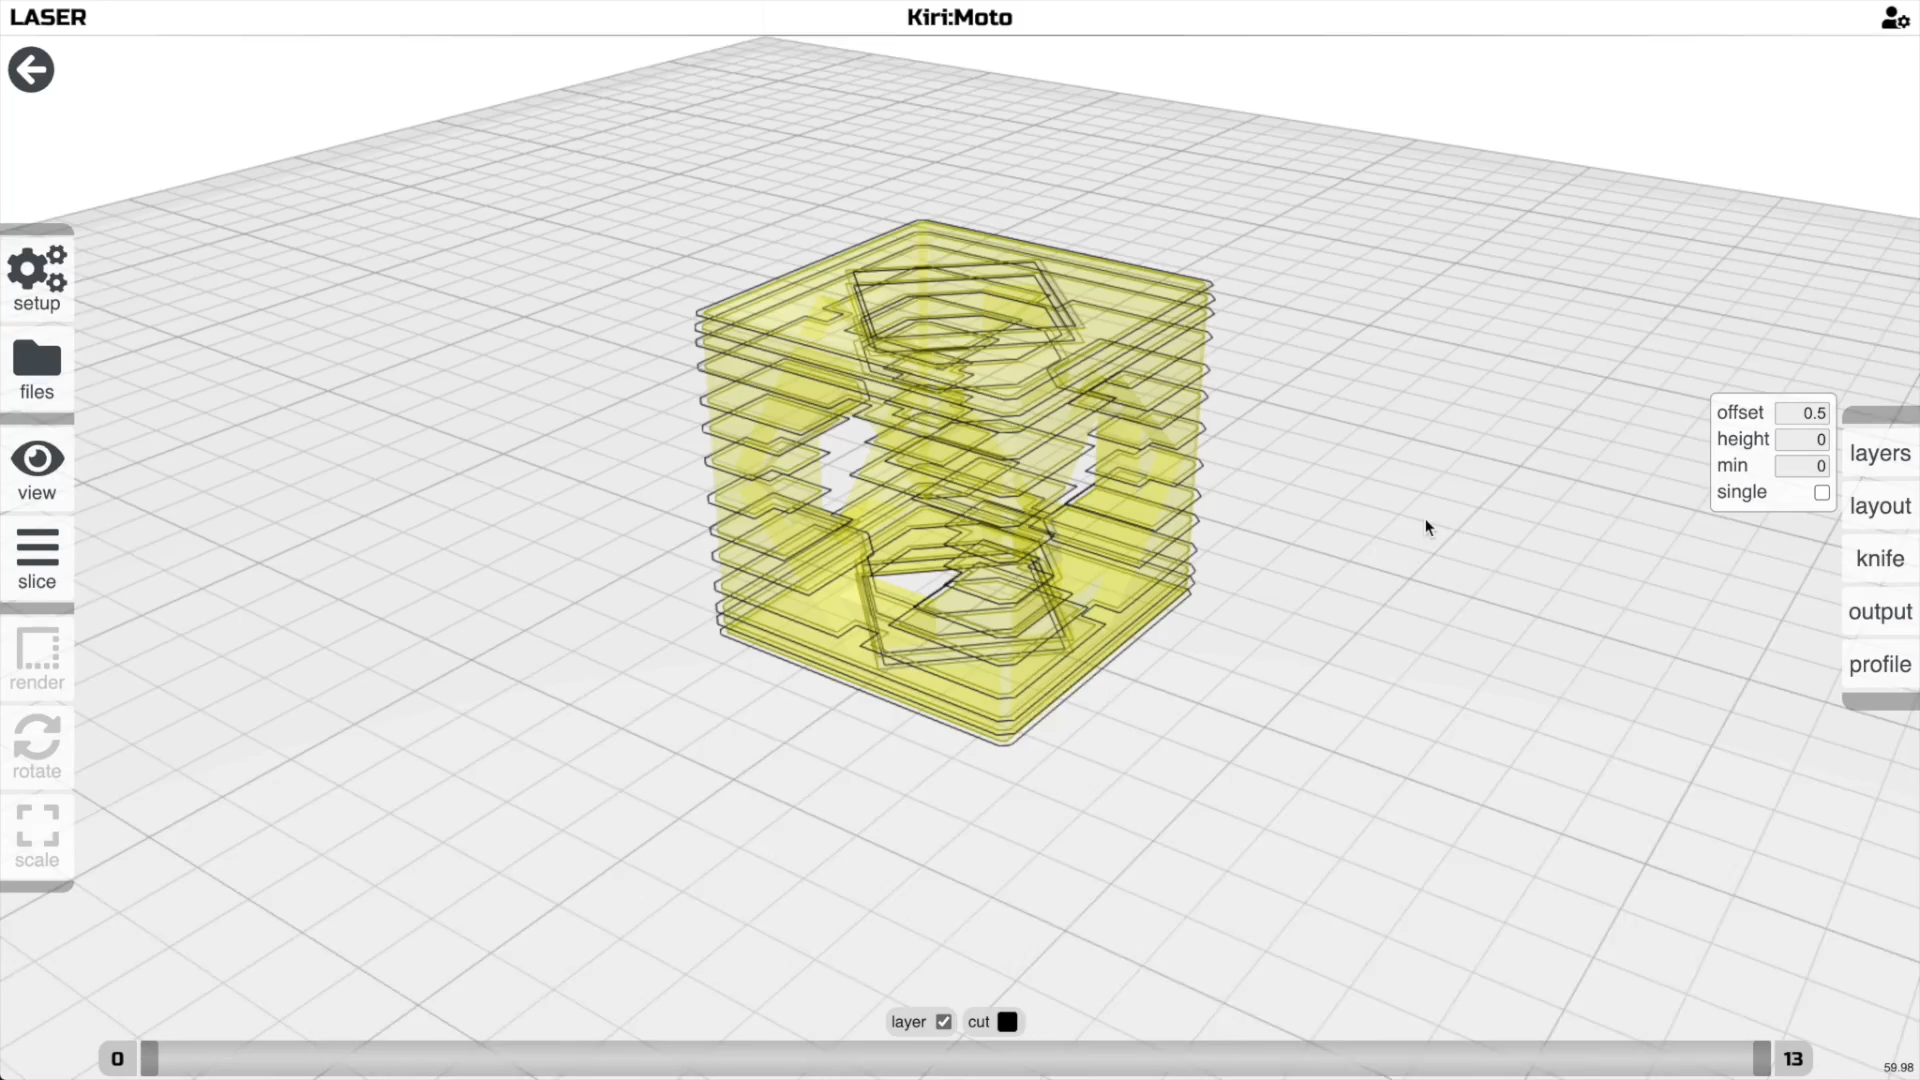 LASER
Kiri:Moto
setup
files
view
slice
render
rotate
scale
offset 0.5
height 0
min 0
single
layers
layout
knife
output
profile
layer cut
0
13
59.98